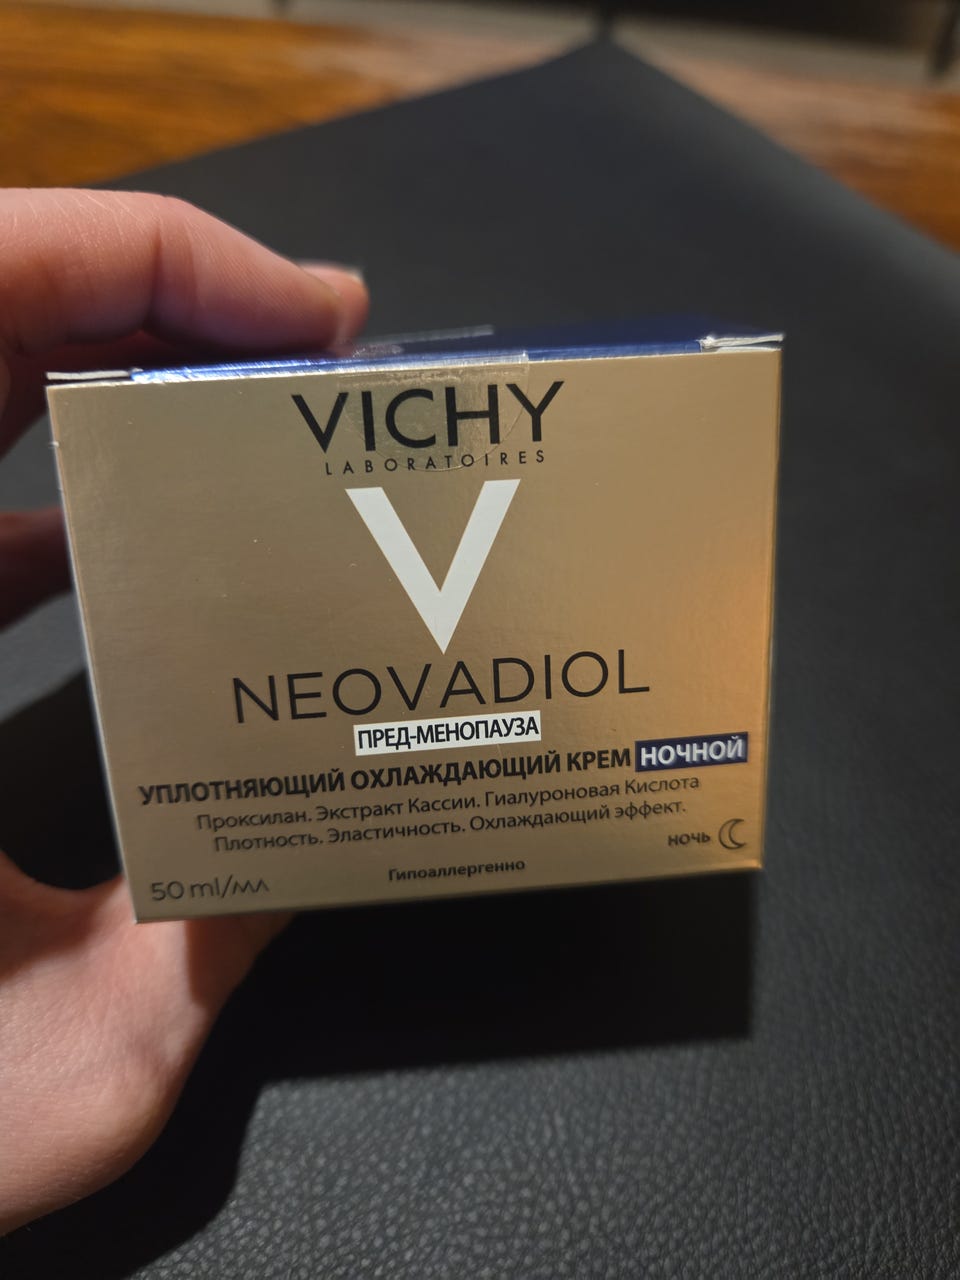 VICHY
LABORATOIRES
V
NEOVADIOL
ПРЕД-МЕНОПАУЗА
УПЛОТНЯЮЩИЙ ОХЛАЖДАЮЩИЙ КРЕМ НОЧНОЙ
Проксилан. Экстракт Кассии. Гиалуроновая Кислота
Плотность. Эластичность. Охлаждающий эффект.
ночь
Гипоаллергенно
50 ml/мл